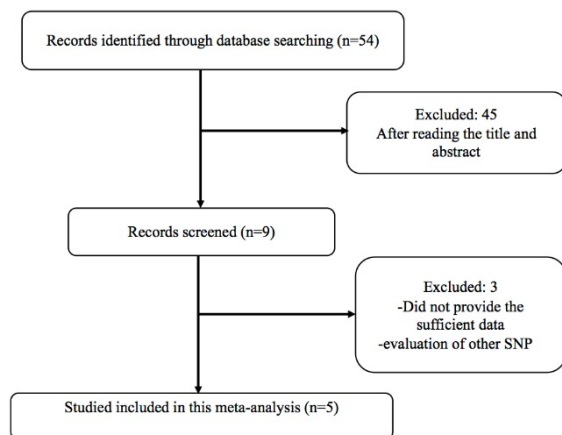 Records identified through database searching (n=54)
Excluded: 45
After reading the title and
abstract
Records screened (n=9)
Excluded: 3
-Did not provide the
sufficient data
-evaluation of other SNP
Studied included in this meta-analysis (n=5)